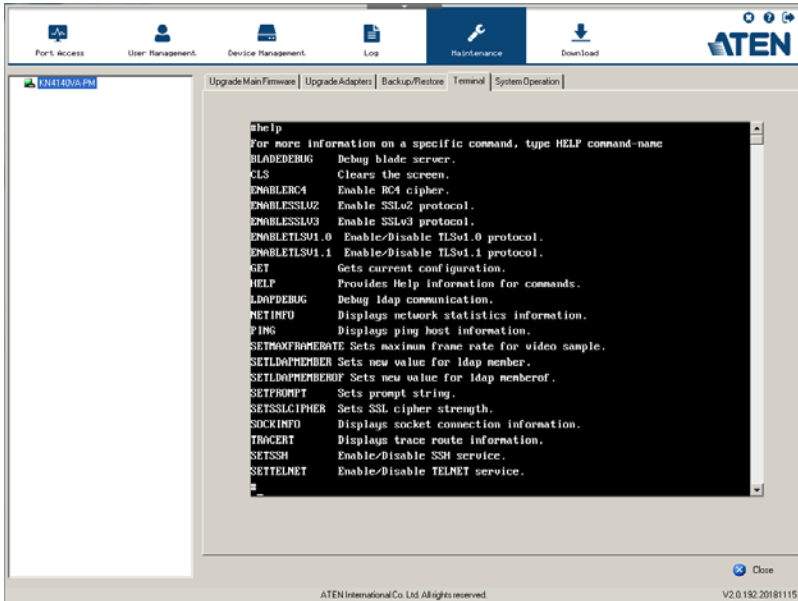 ATEN
Port Access
User Management
Device Management
Log
Maintenance
Download
KN4140VA-PM
Upgrade Main Firmware
Upgrade Adapters
Backup/Restore
Terminal
System Operation
#help
For more information on a specific command, type HELP command-name
BLADEDEBUG Debug blade server.
CLS Clears the screen.
ENABLERC4 Enable RC4 cipher.
ENABLESSLV2 Enable SSLv2 protocol.
ENABLESSLV3 Enable SSLv3 protocol.
ENABLETLSV1.0 Enable/Disable TLSv1.0 protocol.
ENABLETLSV1.1 Enable/Disable TLSv1.1 protocol.
GET Gets current configuration.
HELP Provides Help information for commands.
LDAPDEBUG Debug ldap communication.
NETINFO Displays network statistics information.
PING Displays ping host information.
SETMAXFRAMERATE Sets maximum frame rate for video sample.
SETLDAPMEMBER Sets new value for ldap member.
SETLDAPMEMBEROF Sets new value for ldap memberof.
SETPROMPT Sets prompt string.
SETSSLCIPHER Sets SSL cipher strength.
SOCKINFO Displays socket connection information.
TRACERT Displays trace route information.
SETSSH Enable/Disable SSH service.
SETTELNET Enable/Disable TELNET service.
#_
Close
ATEN International Co. Ltd. All rights reserved.
V2.0.192.20181115